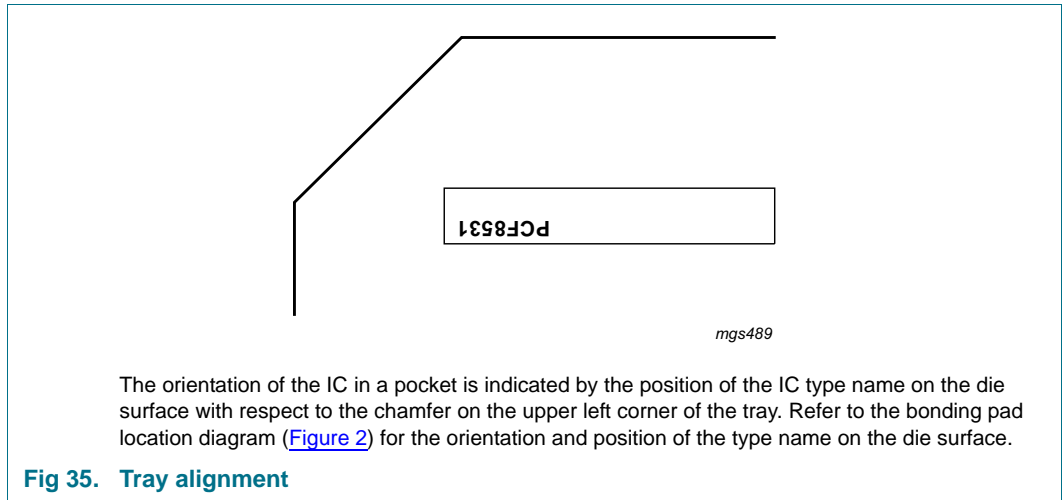 PCF8531
mgs489
The orientation of the IC in a pocket is indicated by the position of the IC type name on the die
surface with respect to the chamfer on the upper left corner of the tray. Refer to the bonding pad
location diagram (Figure 2) for the orientation and position of the type name on the die surface.
Fig 35. Tray alignment